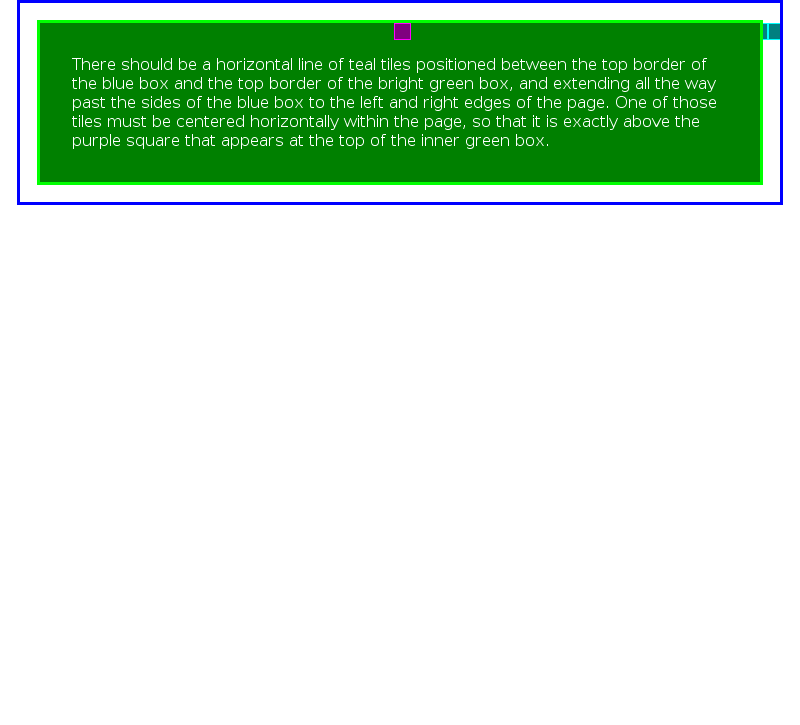 There should be a horizontal line of teal tiles positioned between the top border of
the blue box and the top border of the bright green box, and extending all the way
past the sides of the blue box to the left and right edges of the page. One of those
tiles must be centered horizontally within the page, so that it is exactly above the
purple square that appears at the top of the inner green box.